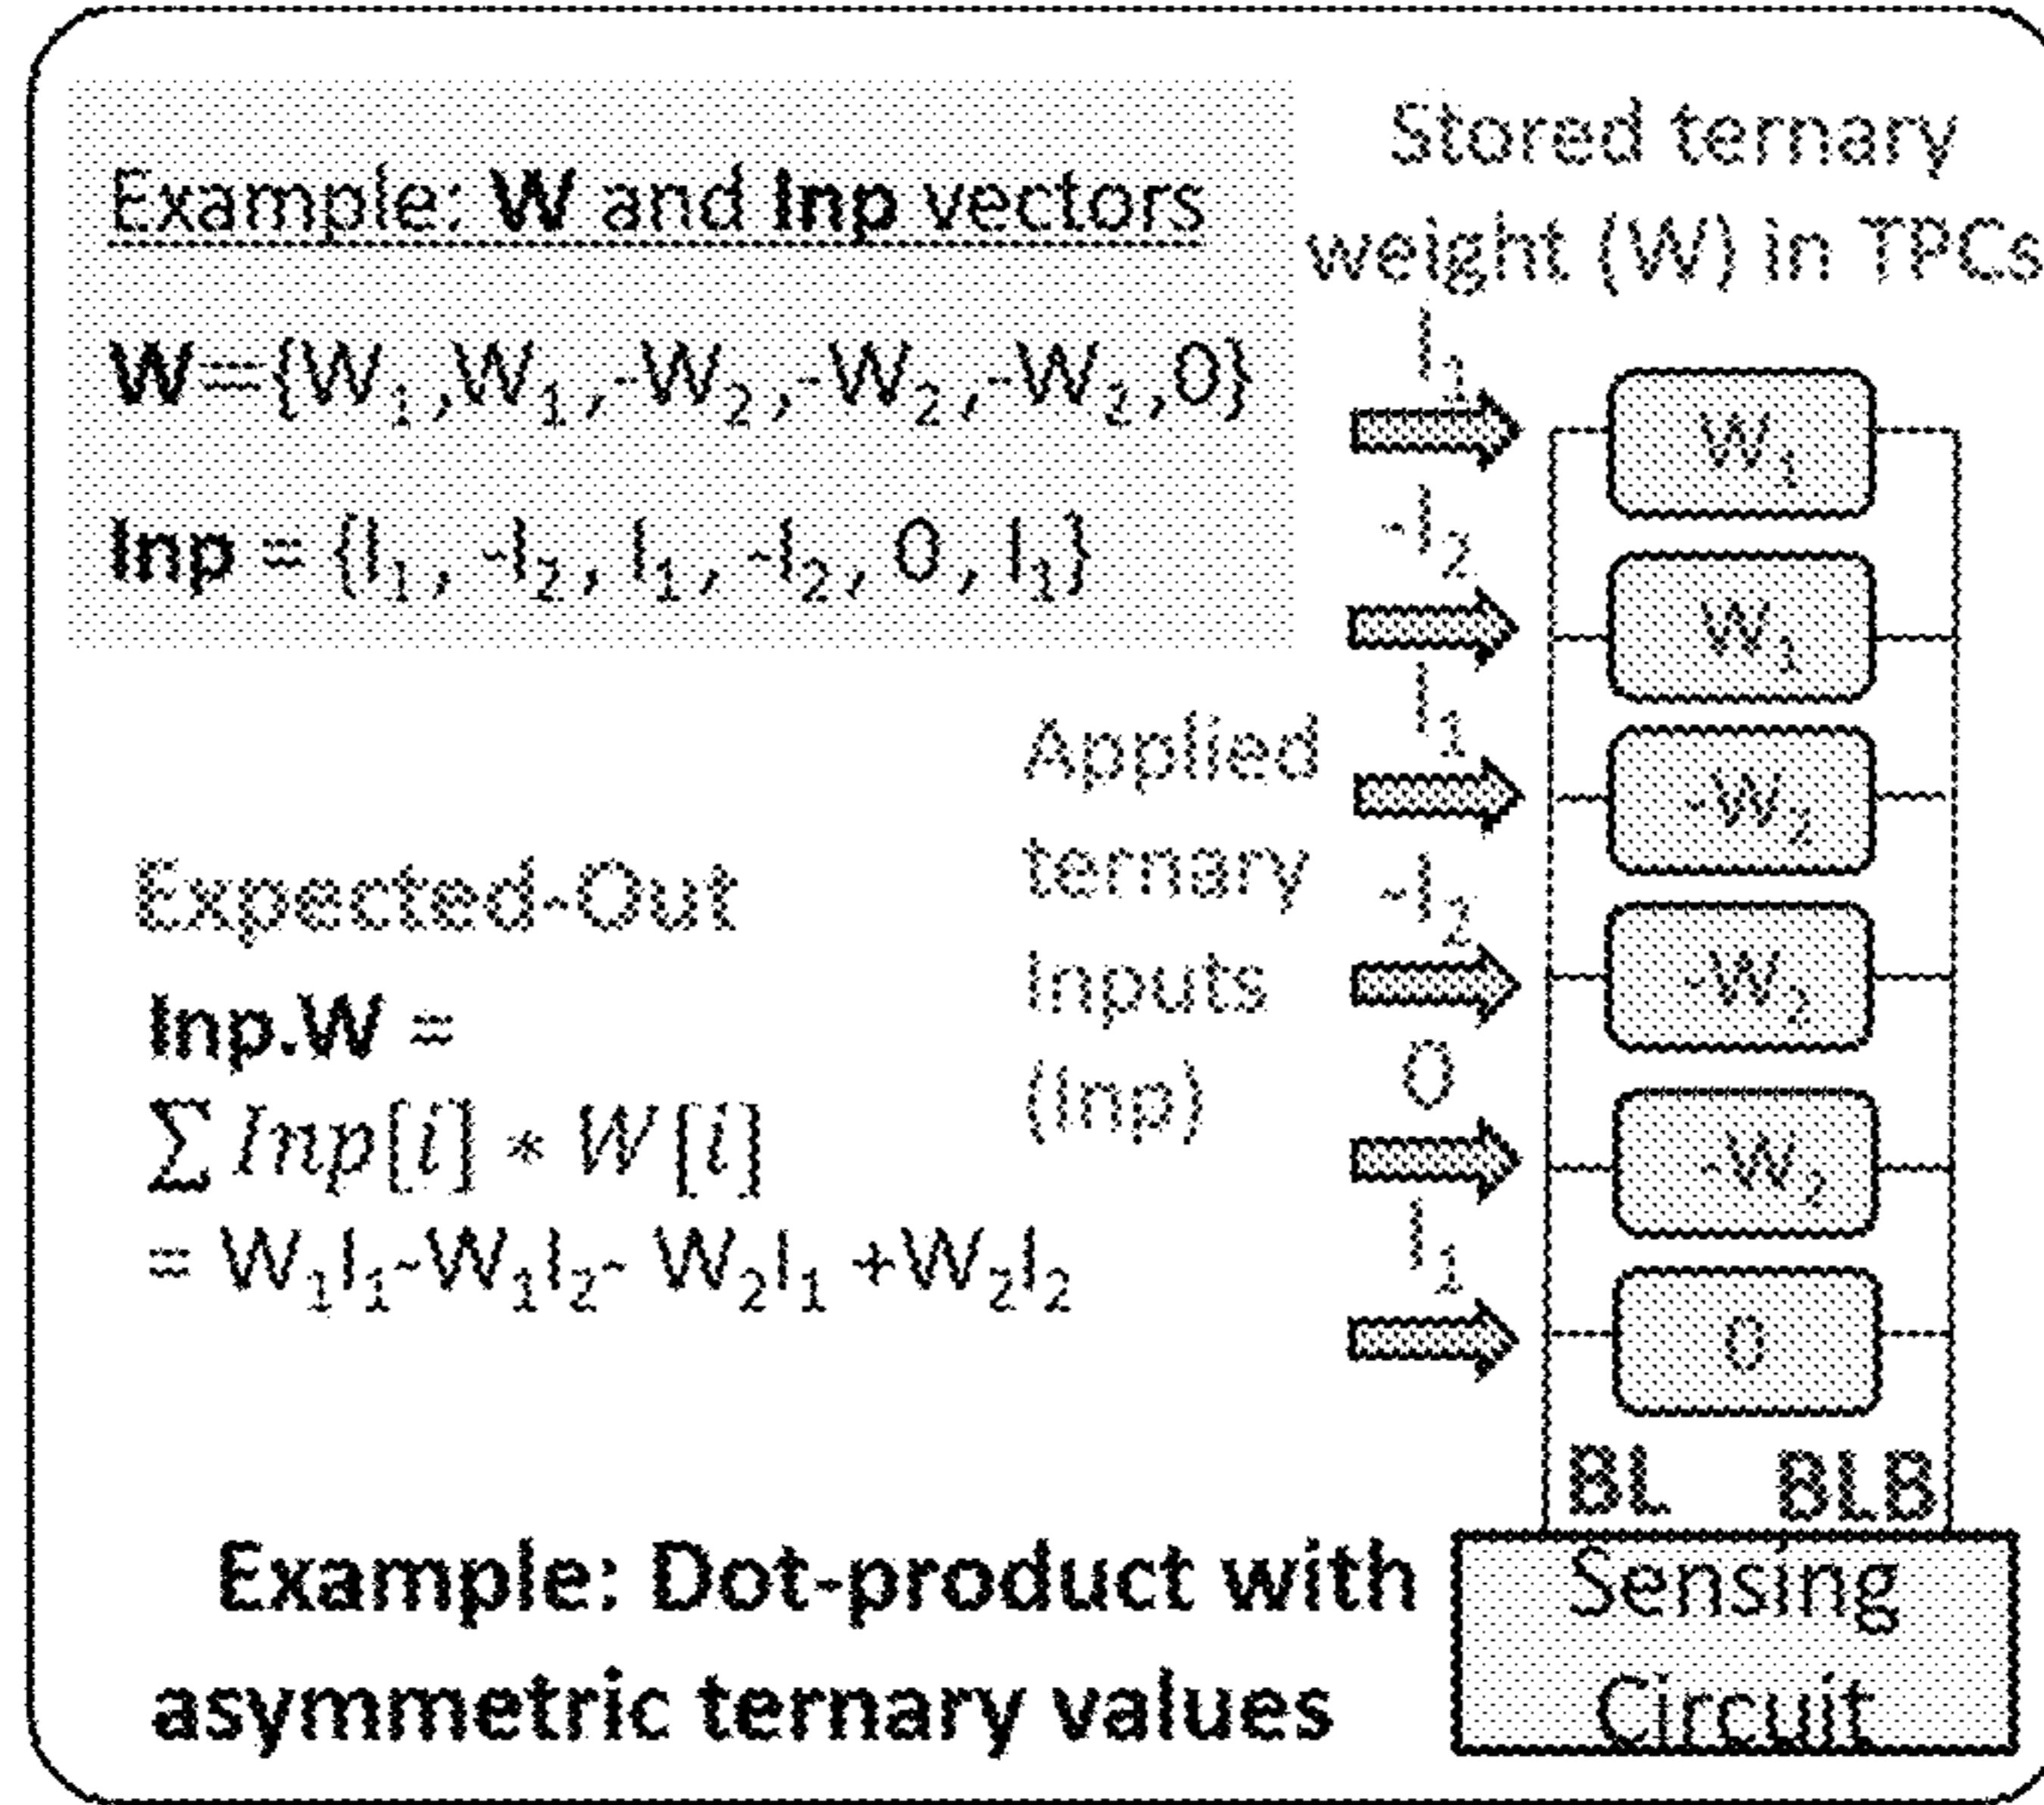 Example: W and Inp vectors
W={W₁,W₁,-W₂,-W₂,-W₂,0}
Inp = {I₁, -I₂, I₁, -I₂, 0, I₁}
Expected-Out
Inp.W =
∑ Inp[i] * W[i]
= W₁I₁-W₁I₂- W₂I₁ +W₂I₂
Applied
ternary
Inputs
(Inp)
Stored ternary
weight (W) in TPCs
I₁
W₁
-I₂
W₁
I₁
-W₂
-I₂
-W₂
0
-W₂
I₁
0
BL BLB
Sensing
Circuit
Example: Dot-product with
asymmetric ternary values